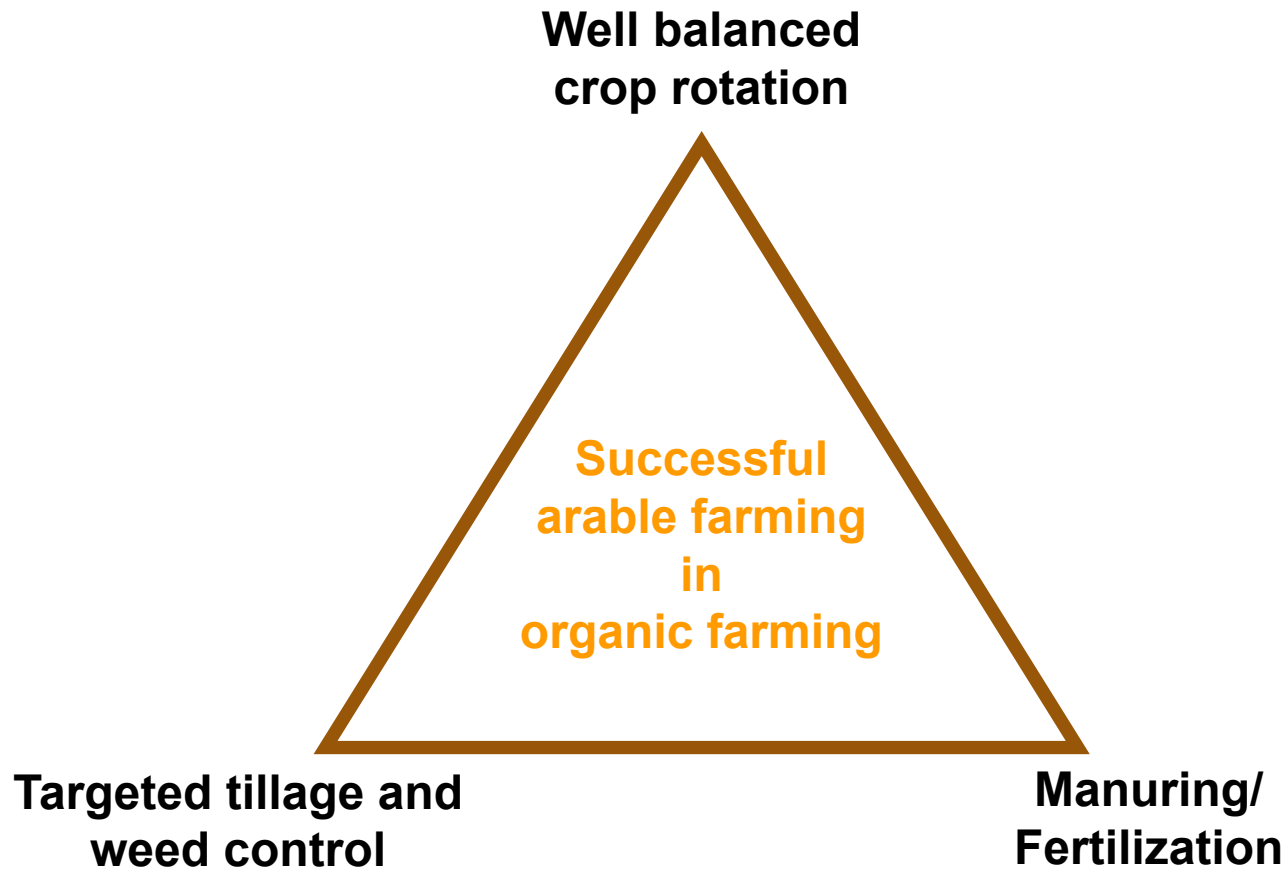 Well balanced
crop rotation
Successful
arable farming
in
organic farming
Targeted tillage and
weed control
Manuring/
Fertilization